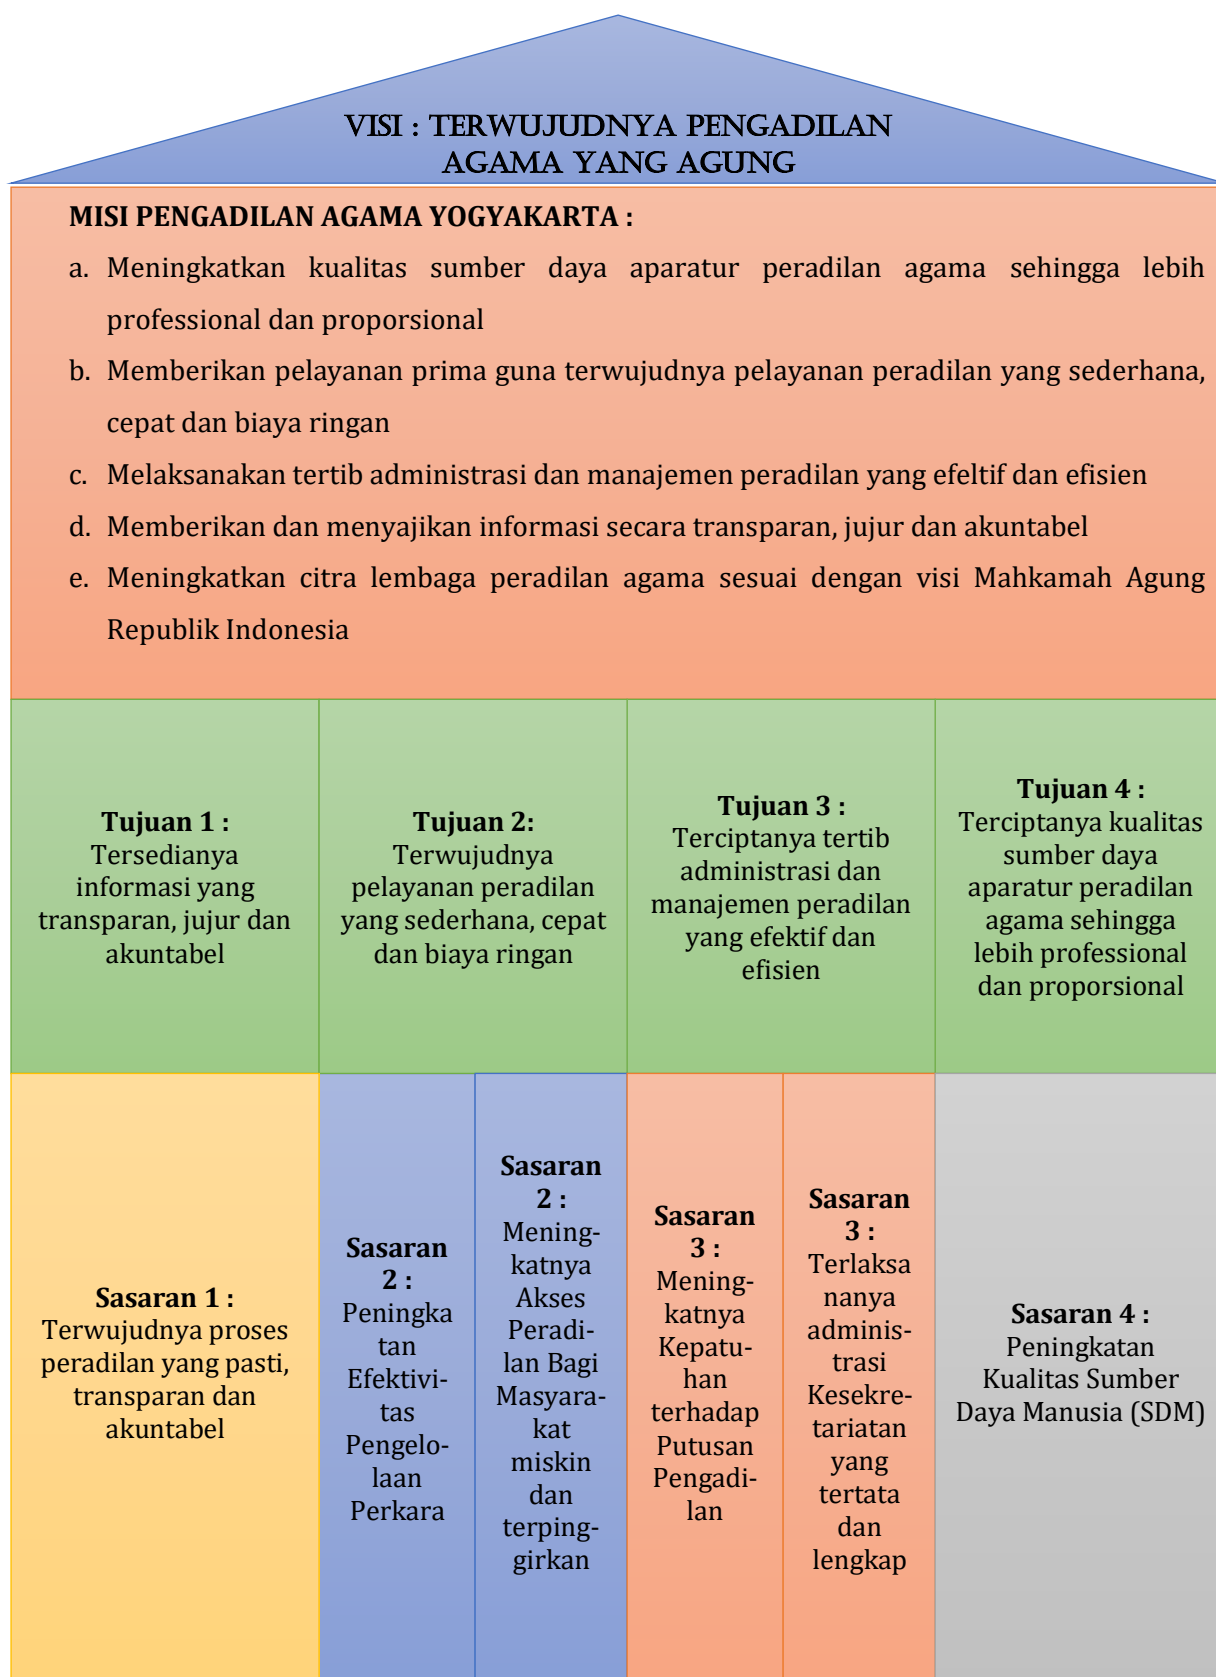 VISI : TERWUJUDNYA PENGADILAN
AGAMA YANG AGUNG
MISI PENGADILAN AGAMA YOGYAKARTA :
a. Meningkatkan kualitas sumber daya aparatur peradilan agama sehingga lebih
professional dan proporsional
b. Memberikan pelayanan prima guna terwujudnya pelayanan peradilan yang sederhana,
cepat dan biaya ringan
c. Melaksanakan tertib administrasi dan manajemen peradilan yang efeltif dan efisien
d. Memberikan dan menyajikan informasi secara transparan, jujur dan akuntabel
e. Meningkatkan citra lembaga peradilan agama sesuai dengan visi Mahkamah Agung
Republik Indonesia
Tujuan 1 :
Tersedianya
informasi yang
transparan, jujur dan
akuntabel
Tujuan 2:
Terwujudnya
pelayanan peradilan
yang sederhana, cepat
dan biaya ringan
Tujuan 3 :
Terciptanya tertib
administrasi dan
manajemen peradilan
yang efektif dan
efisien
Tujuan 4 :
Terciptanya kualitas
sumber daya
aparatur peradilan
agama sehingga
lebih professional
dan proporsional
Sasaran 1 :
Terwujudnya proses
peradilan yang pasti,
transparan dan
akuntabel
Sasaran
2 :
Peningka
tan
Efektivi-
tas
Pengelo-
laan
Perkara
Sasaran
2 :
Mening-
katnya
Akses
Peradi-
lan Bagi
Masyara-
kat
miskin
dan
terping-
girkan
Sasaran
3 :
Mening-
katnya
Kepatu-
han
terhadap
Putusan
Pengadi-
lan
Sasaran
3 :
Terlaksa
nanya
adminis-
trasi
Kesekre-
tariatan
yang
tertata
dan
lengkap
Sasaran 4 :
Peningkatan
Kualitas Sumber
Daya Manusia (SDM)